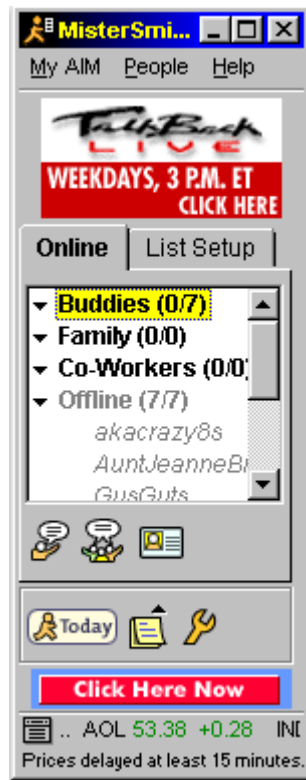 MisterSmi...
My AIM People Help
TalkBack
LIVE
WEEKDAYS, 3 P.M. ET
CLICK HERE
Online List Setup
Buddies (0/7)
Family (0/0)
Co-Workers (0/0)
Offline (7/7)
akacrazy8s
AuntJeanneBr
GusGuts
Today
Click Here Now
.. AOL 53.38 +0.28 IND
Prices delayed at least 15 minutes.